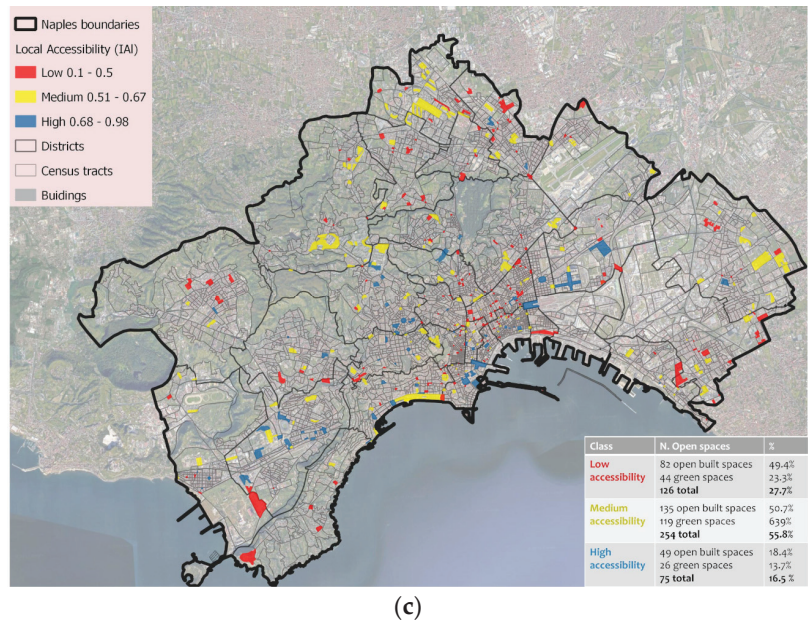 Naples boundaries
Local Accessibility (IAI)
Low 0.1 - 0.5
Medium 0.51 - 0.67
High 0.68 - 0.98
Districts
Census tracts
Buidings
Class N. Open spaces %
Low accessibility 82 open built spaces 49.4%
44 green spaces 23.3%
126 total 27.7%
Medium accessibility 135 open built spaces 50.7%
119 green spaces 639%
254 total 55.8%
High accessibility 49 open built spaces 18.4%
26 green spaces 13.7%
75 total 16.5 %
(c)